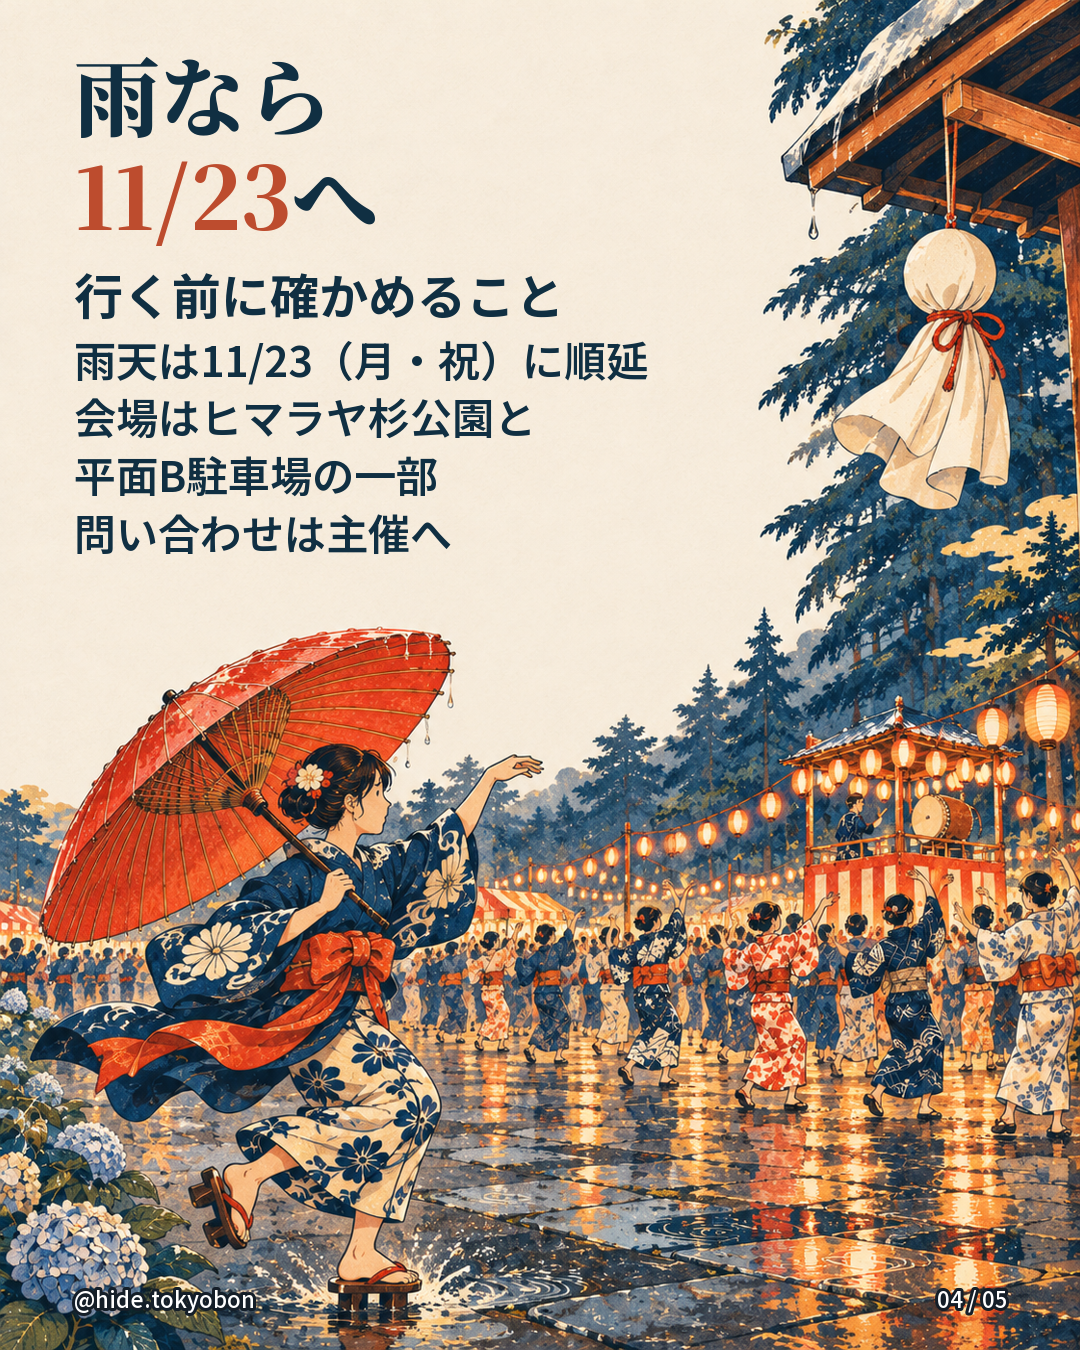 雨なら
11/23へ
行く前に確かめること
雨天は11/23（月・祝）に順延
会場はヒマラヤ杉公園と
平面B駐車場の一部
問い合わせは主催へ
@hide.tokyobon
04 / 05